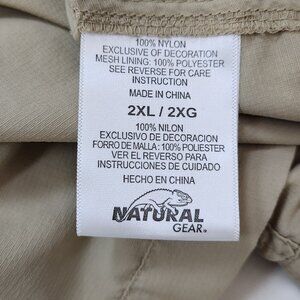 100% NYLON
EXCLUSIVE OF DECORATION
MESH LINING: 100% POLYESTER
SEE REVERSE FOR CARE
INSTRUCTION
MADE IN CHINA
2XL / 2XG
100% NILON
EXCLUSIVO DE DECORACION
FORRO DE MALLA: 100% POLIESTER
VER EL REVERSO PARA
INSTRUCCIONES DE CUIDADO
HECHO EN CHINA
NATURAL
GEAR